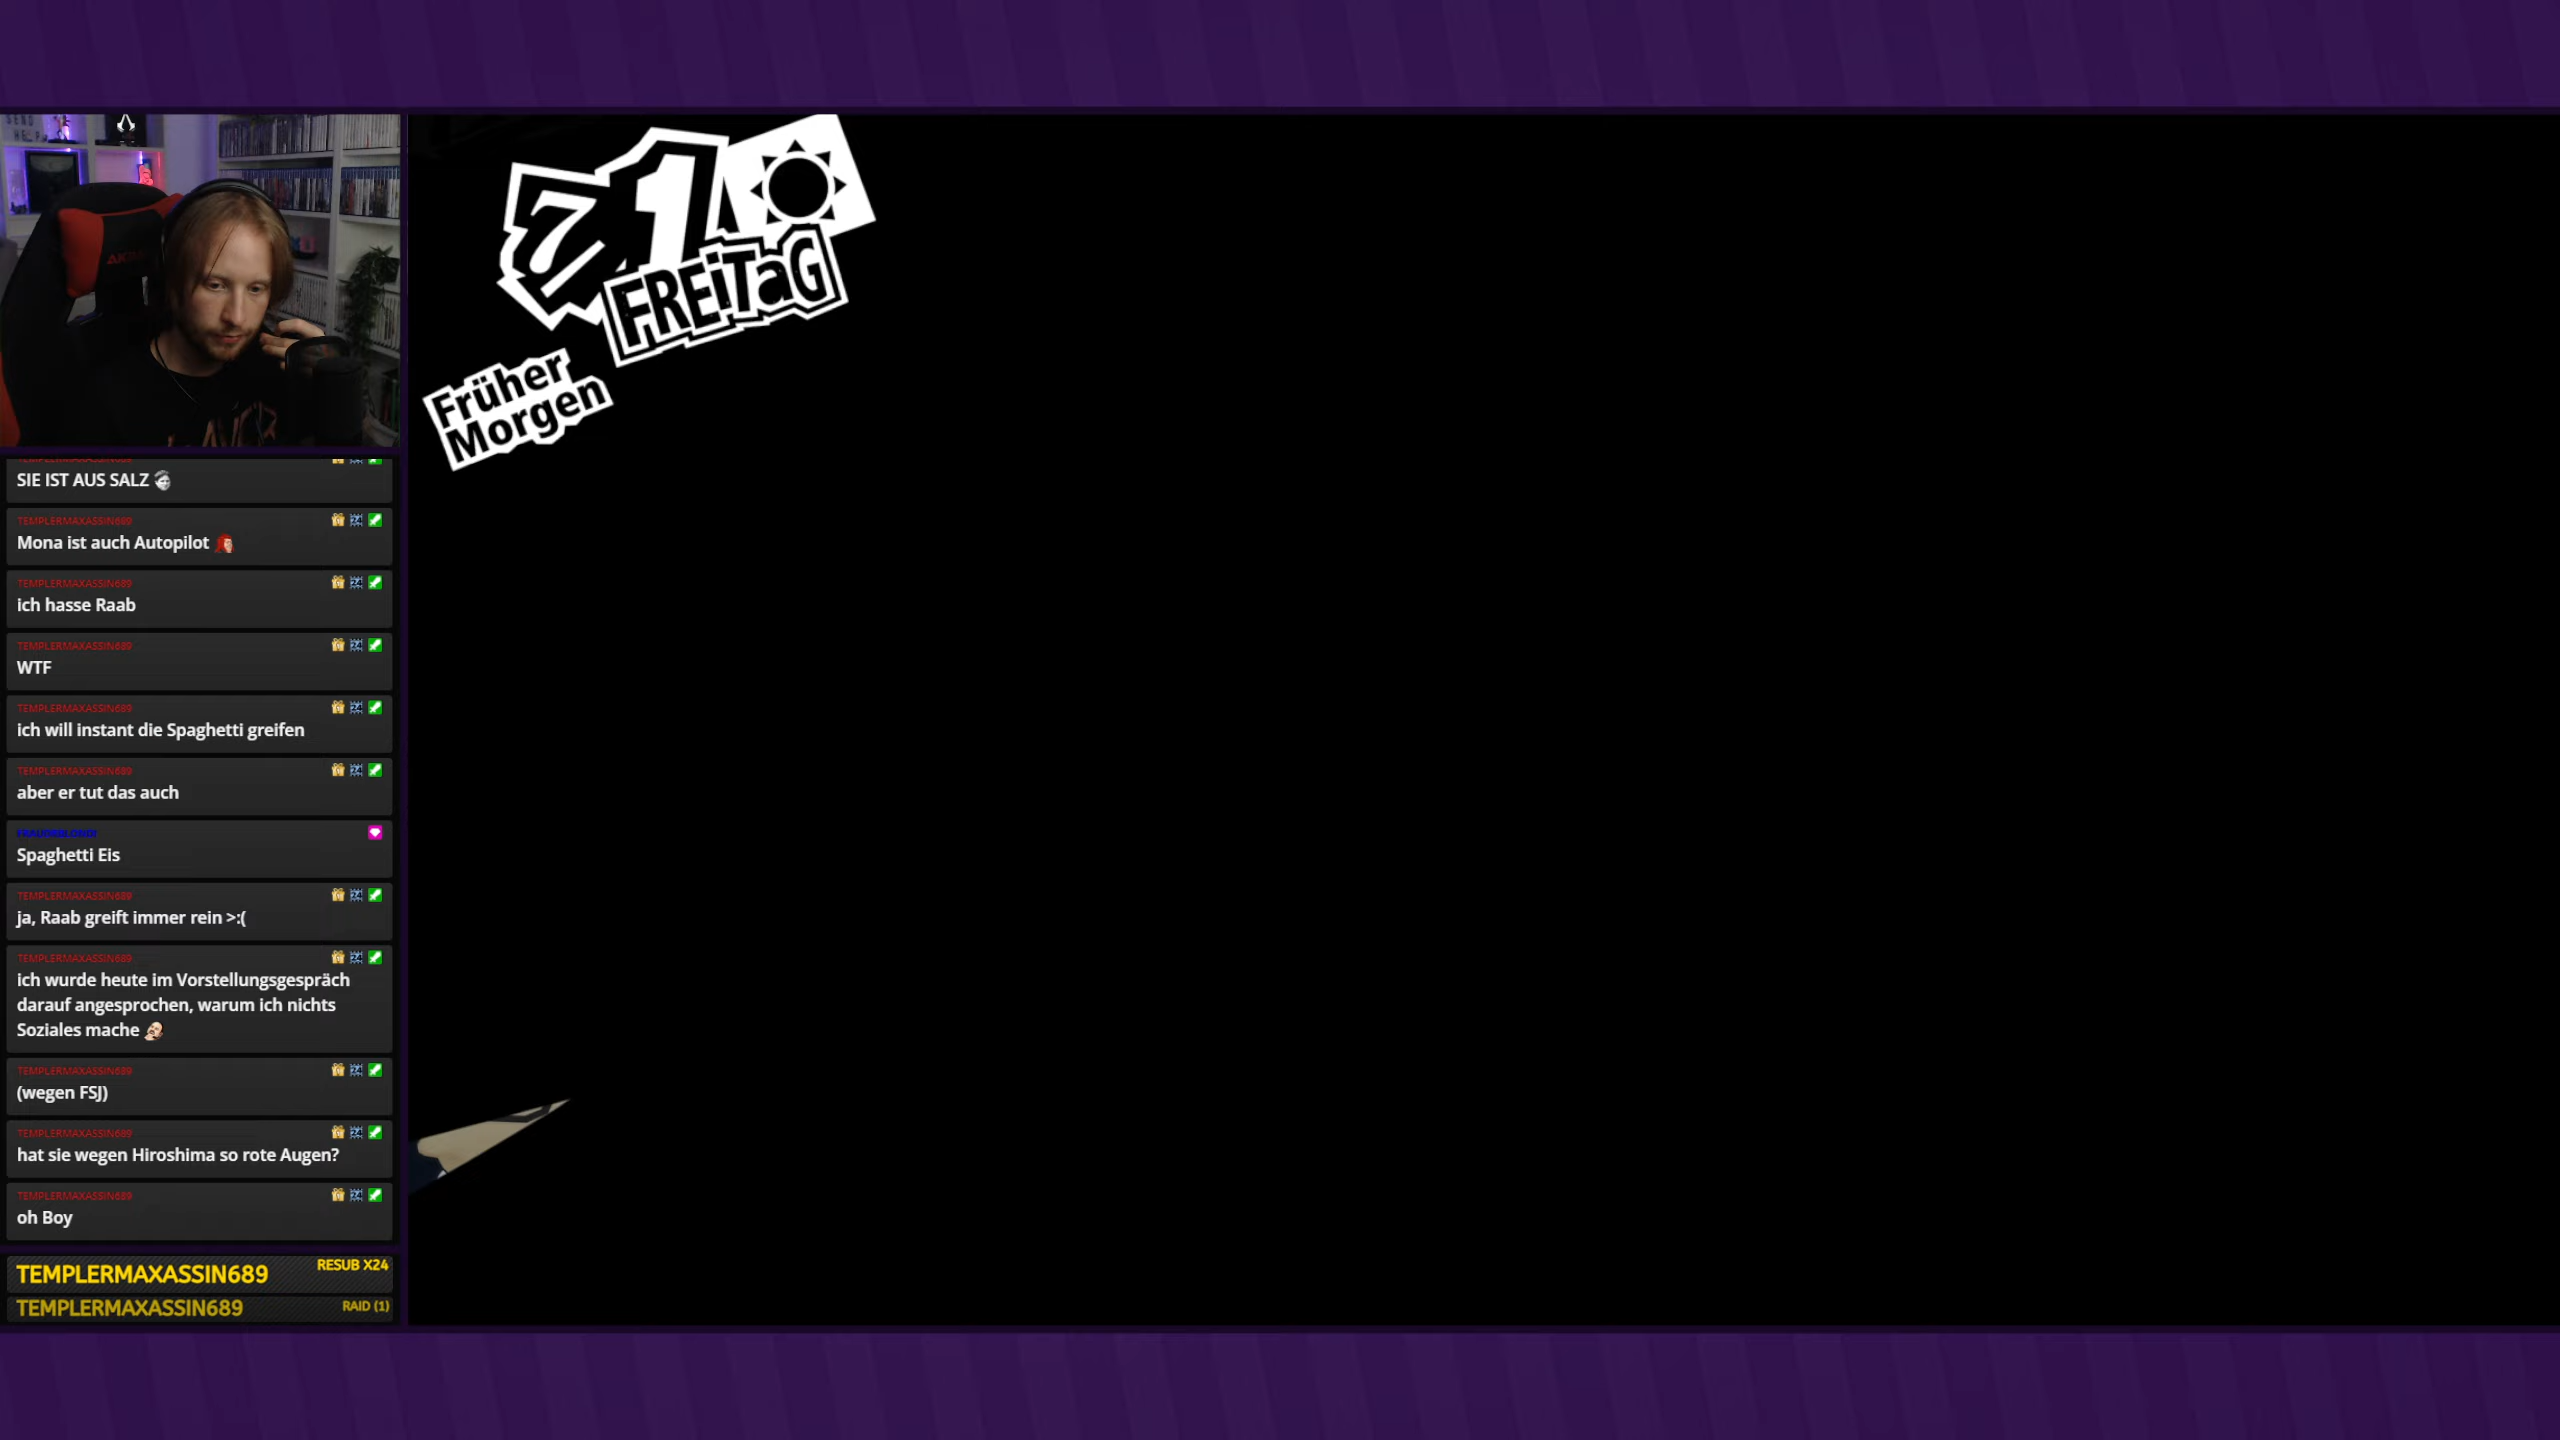 SEND
HELP
AKRacing
7/1
FREiTaG
Früher
Morgen
SIE IST AUS SALZ
TEMPLERMAXASSIN689
Mona ist auch Autopilot
TEMPLERMAXASSIN689
ich hasse Raab
TEMPLERMAXASSIN689
WTF
TEMPLERMAXASSIN689
ich will instant die Spaghetti greifen
TEMPLERMAXASSIN689
aber er tut das auch
Spaghetti Eis
TEMPLERMAXASSIN689
ja, Raab greift immer rein >:(
TEMPLERMAXASSIN689
ich wurde heute im Vorstellungsgespräch
darauf angesprochen, warum ich nichts
Soziales mache
TEMPLERMAXASSIN689
(wegen FSJ)
TEMPLERMAXASSIN689
hat sie wegen Hiroshima so rote Augen?
TEMPLERMAXASSIN689
oh Boy
TEMPLERMAXASSIN689 RESUB X24
TEMPLERMAXASSIN689 RAID (1)